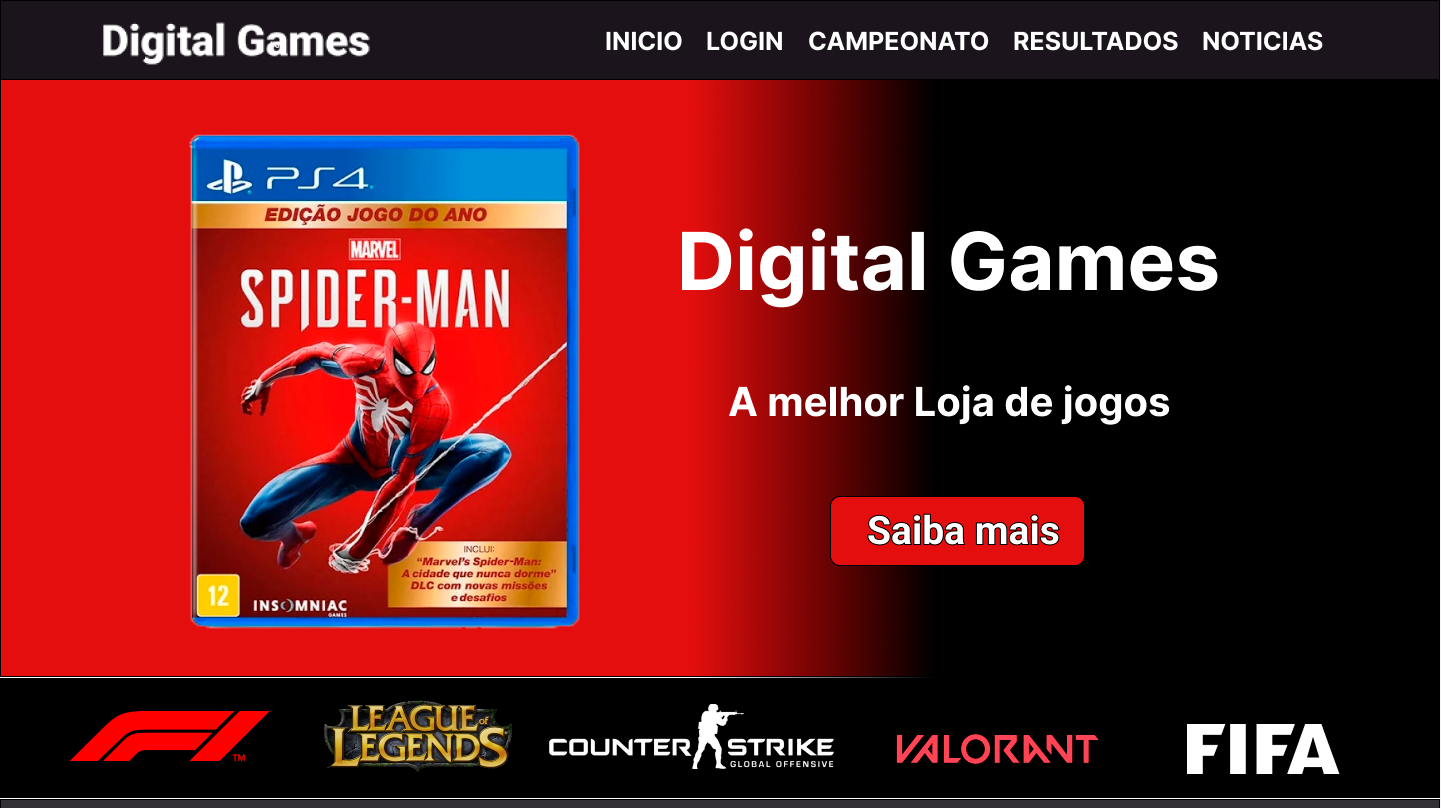 Digital Games
INICIO LOGIN CAMPEONATO RESULTADOS NOTICIAS
PS4
EDIÇÃO JOGO DO ANO
MARVEL
SPIDER-MAN
INCLUI:
“Marvel's Spider-Man:
A cidade que nunca dorme”
DLC com novas missões
e desafios
12
INSOMNIAC
GAMES
Digital Games
A melhor Loja de jogos
Saiba mais
F1 TM
LEAGUE of
LEGENDS
COUNTER STRIKE
GLOBAL OFFENSIVE
VALORANT
FIFA